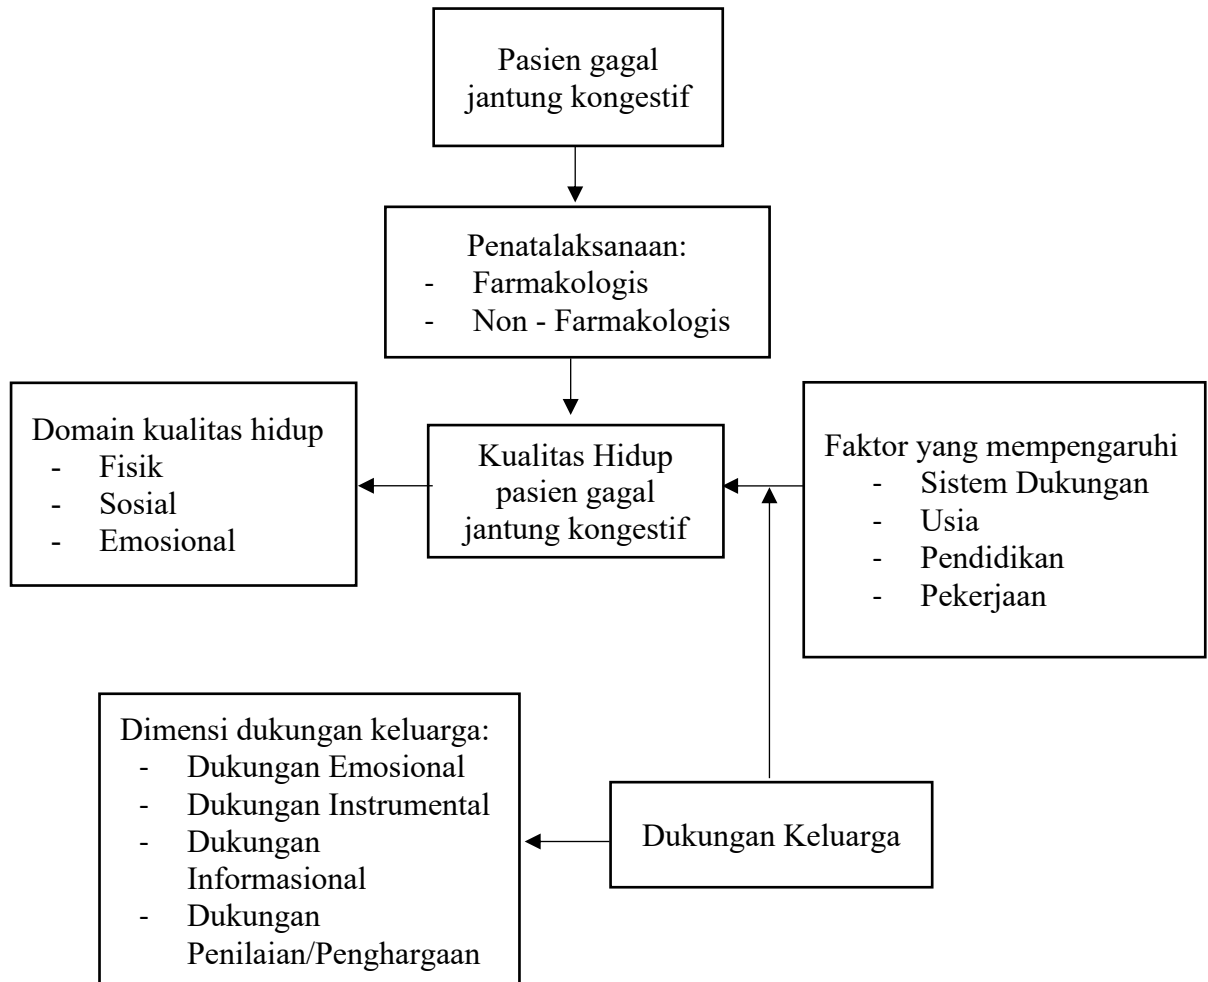 Pasien gagal
jantung kongestif
Penatalaksanaan:
- Farmakologis
- Non - Farmakologis
Domain kualitas hidup
- Fisik
- Sosial
- Emosional
Kualitas Hidup
pasien gagal
jantung kongestif
Faktor yang mempengaruhi
- Sistem Dukungan
- Usia
- Pendidikan
- Pekerjaan
Dimensi dukungan keluarga:
- Dukungan Emosional
- Dukungan Instrumental
- Dukungan
Informasional
- Dukungan
Penilaian/Penghargaan
Dukungan Keluarga